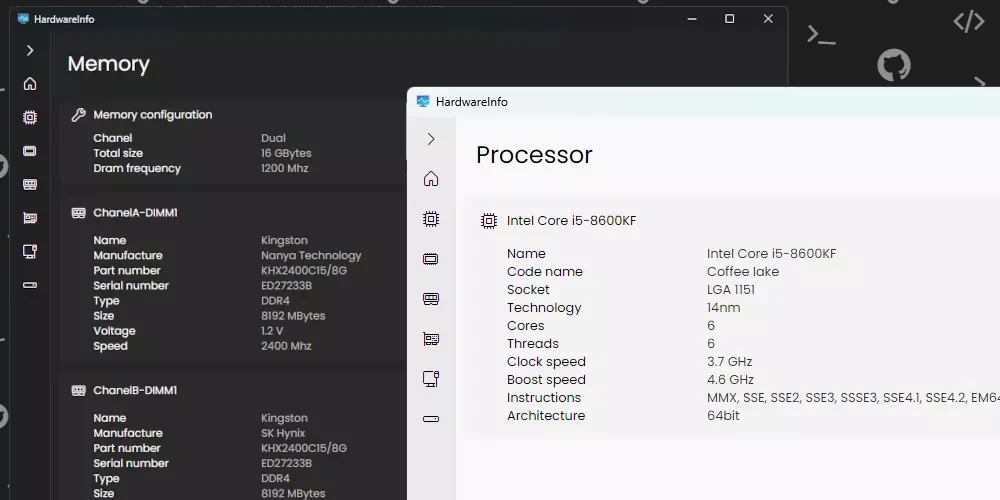 HardwareInfo
Memory
Memory configuration
Chanel Dual
Total size 16 GBytes
Dram frequency 1200 Mhz
ChanelA-DIMM1
Name Kingston
Manufacture Nanya Technology
Part number KHX2400C15/8G
Serial number ED27233B
Type DDR4
Size 8192 MBytes
Voltage 1.2 V
Speed 2400 Mhz
ChanelB-DIMM1
Name Kingston
Manufacture SK Hynix
Part number KHX2400C15/8G
Serial number ED27233B
Type DDR4
Size 8192 MBytes
HardwareInfo
Processor
Intel Core i5-8600KF
Name Intel Core i5-8600KF
Code name Coffee lake
Socket LGA 1151
Technology 14nm
Cores 6
Threads 6
Clock speed 3.7 GHz
Boost speed 4.6 GHz
Instructions MMX, SSE, SSE2, SSE3, SSSE3, SSE4.1, SSE4.2, EM64
Architecture 64bit